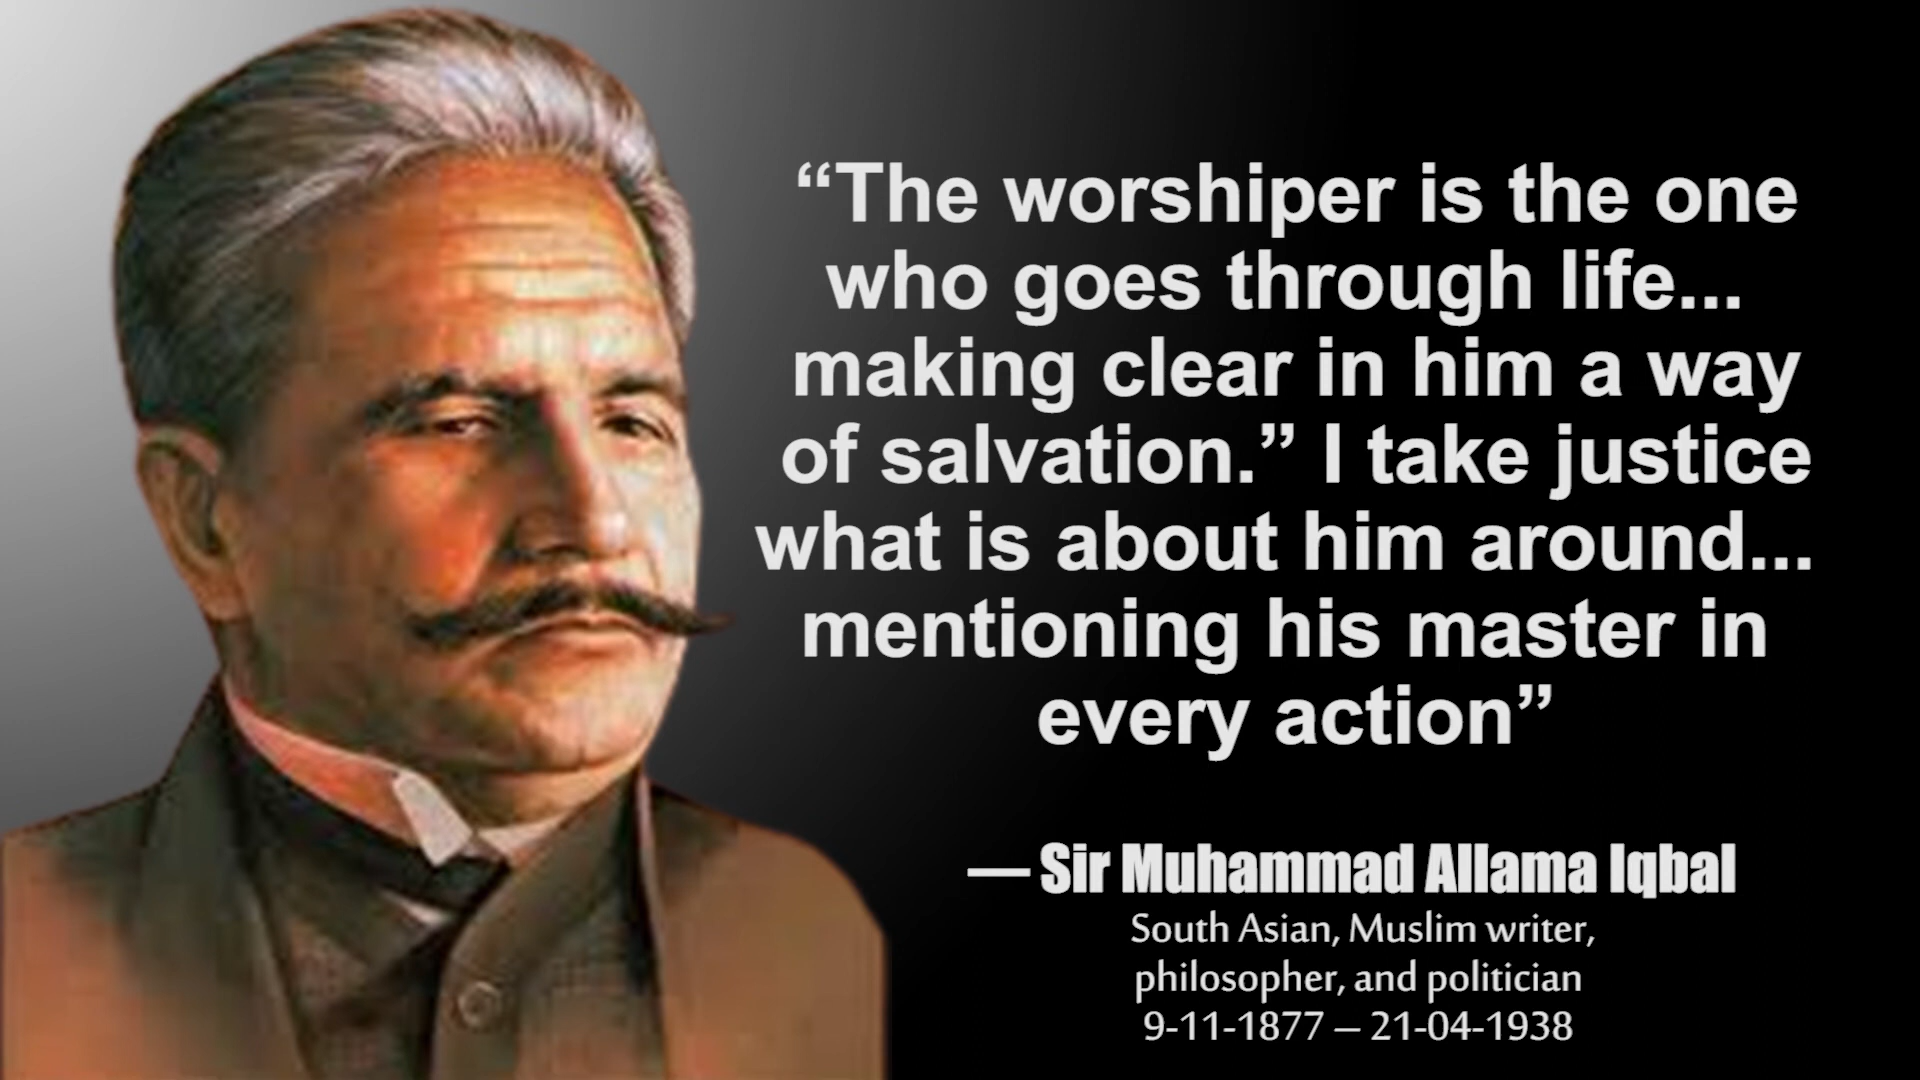 “The worshiper is the one
who goes through life...
making clear in him a way
of salvation.” I take justice
what is about him around...
mentioning his master in
every action”
— Sir Muhammad Allama Iqbal
South Asian, Muslim writer,
philosopher, and politician
9-11-1877 – 21-04-1938